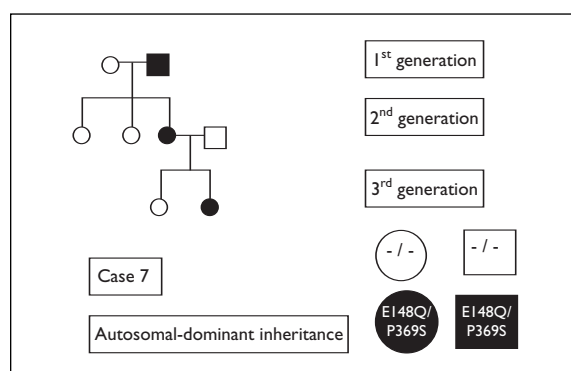 1st generation
2nd generation
3rd generation
- / -
- / -
Case 7
E148Q/
P369S
E148Q/
P369S
Autosomal-dominant inheritance